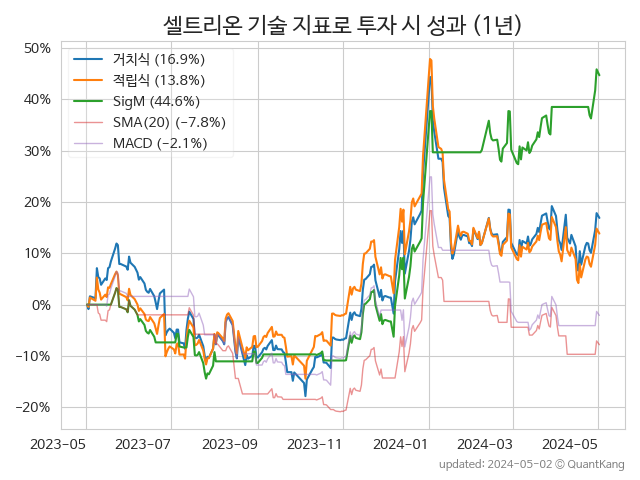 셀트리온 기술 지표로 투자 시 성과 (1년)
50%
40%
30%
20%
10%
0%
−10%
−20%
거치식 (16.9%)
적립식 (13.8%)
SigM (44.6%)
SMA(20) (−7.8%)
MACD (−2.1%)
2023-05 2023-07 2023-09 2023-11 2024-01 2024-03 2024-05
updated: 2024-05-02 © QuantKang